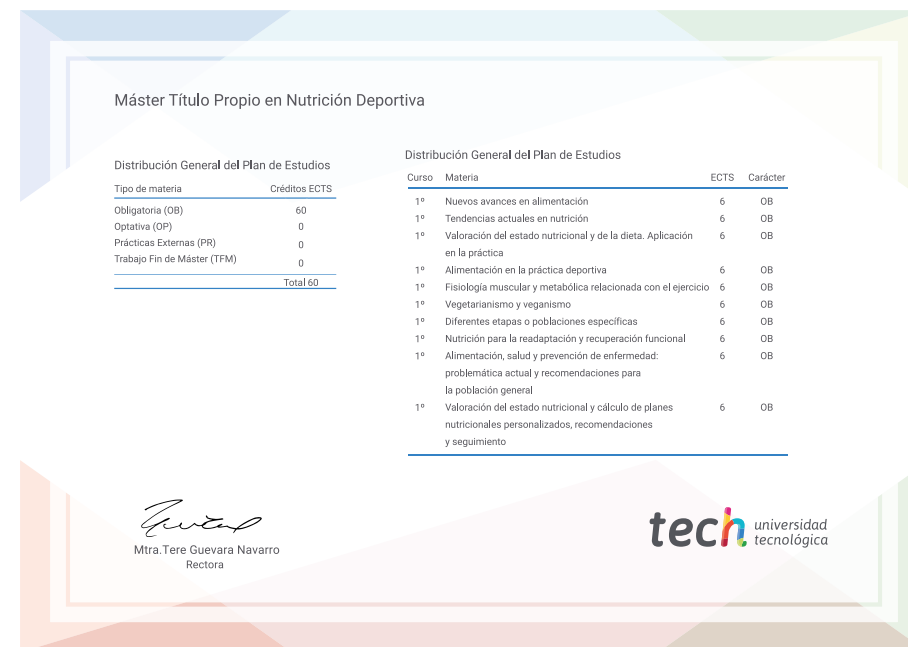 Máster Título Propio en Nutrición Deportiva
Distribución General del Plan de Estudios
Tipo de materia Créditos ECTS
Obligatoria (OB) 60
Optativa (OP) 0
Prácticas Externas (PR) 0
Trabajo Fin de Máster (TFM) 0
Total 60
Distribución General del Plan de Estudios
Curso Materia ECTS Carácter
1º Nuevos avances en alimentación 6 OB
1º Tendencias actuales en nutrición 6 OB
1º Valoración del estado nutricional y de la dieta. Aplicación 6 OB
en la práctica
1º Alimentación en la práctica deportiva 6 OB
1º Fisiología muscular y metabólica relacionada con el ejercicio 6 OB
1º Vegetarianismo y veganismo 6 OB
1º Diferentes etapas o poblaciones específicas 6 OB
1º Nutrición para la readaptación y recuperación funcional 6 OB
1º Alimentación, salud y prevención de enfermedad: 6 OB
problemática actual y recomendaciones para
la población general
1º Valoración del estado nutricional y cálculo de planes 6 OB
nutricionales personalizados, recomendaciones
y seguimiento
Mtra.Tere Guevara Navarro
Rectora
tech universidad
tecnológica